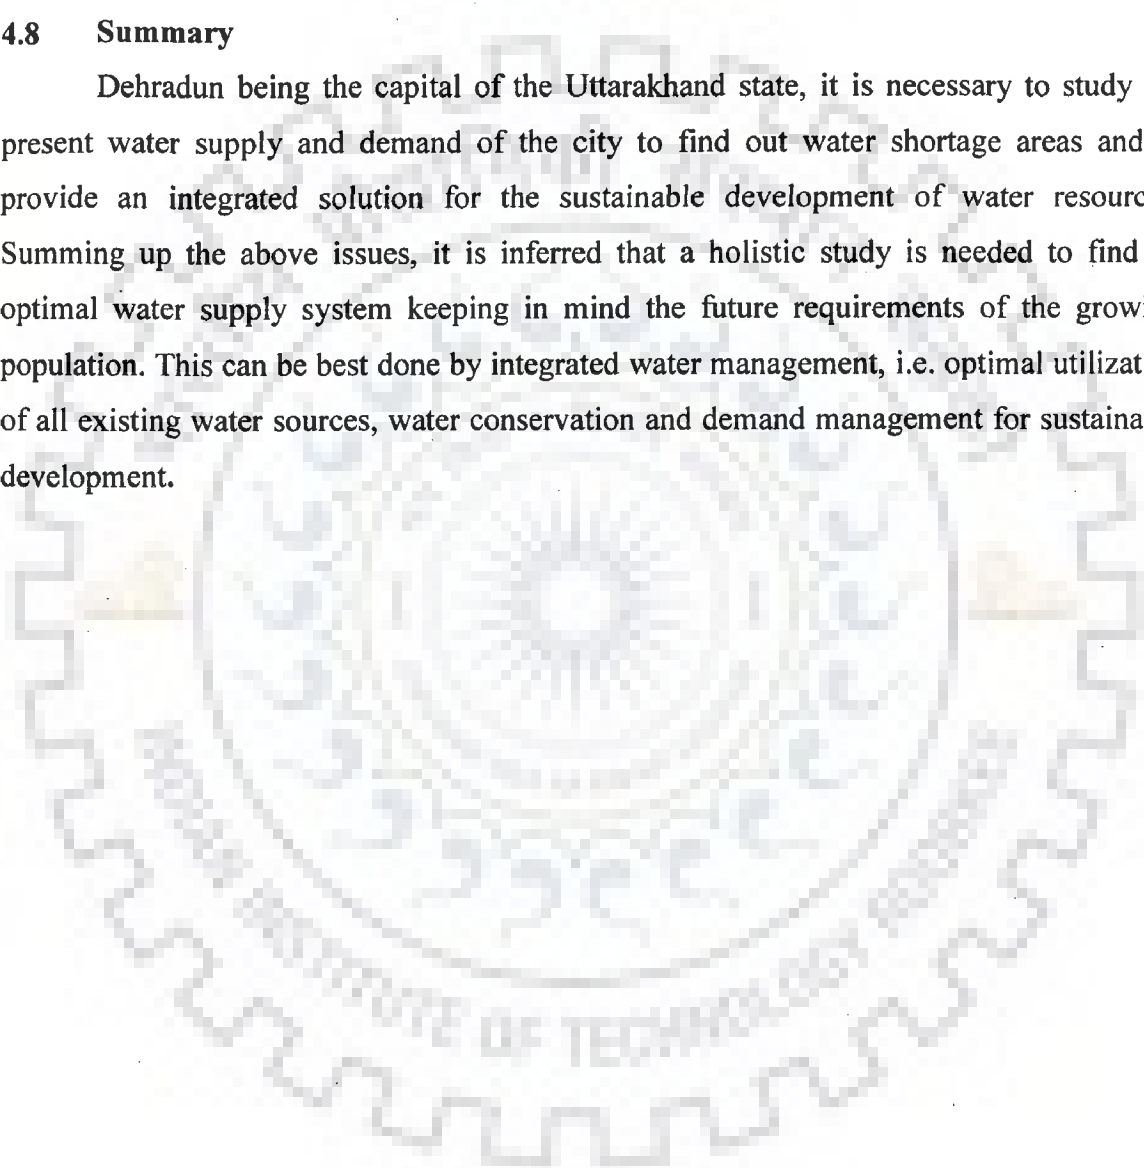 4.8 Summary
Dehradun being the capital of the Uttarakhand state, it is necessary to study
present water supply and demand of the city to find out water shortage areas and
provide an integrated solution for the sustainable development of water resourc
Summing up the above issues, it is inferred that a holistic study is needed to find
optimal water supply system keeping in mind the future requirements of the grow
population. This can be best done by integrated water management, i.e. optimal utilizat
of all existing water sources, water conservation and demand management for sustaina
development.
INSTITUTE OF TECHNOLOGY